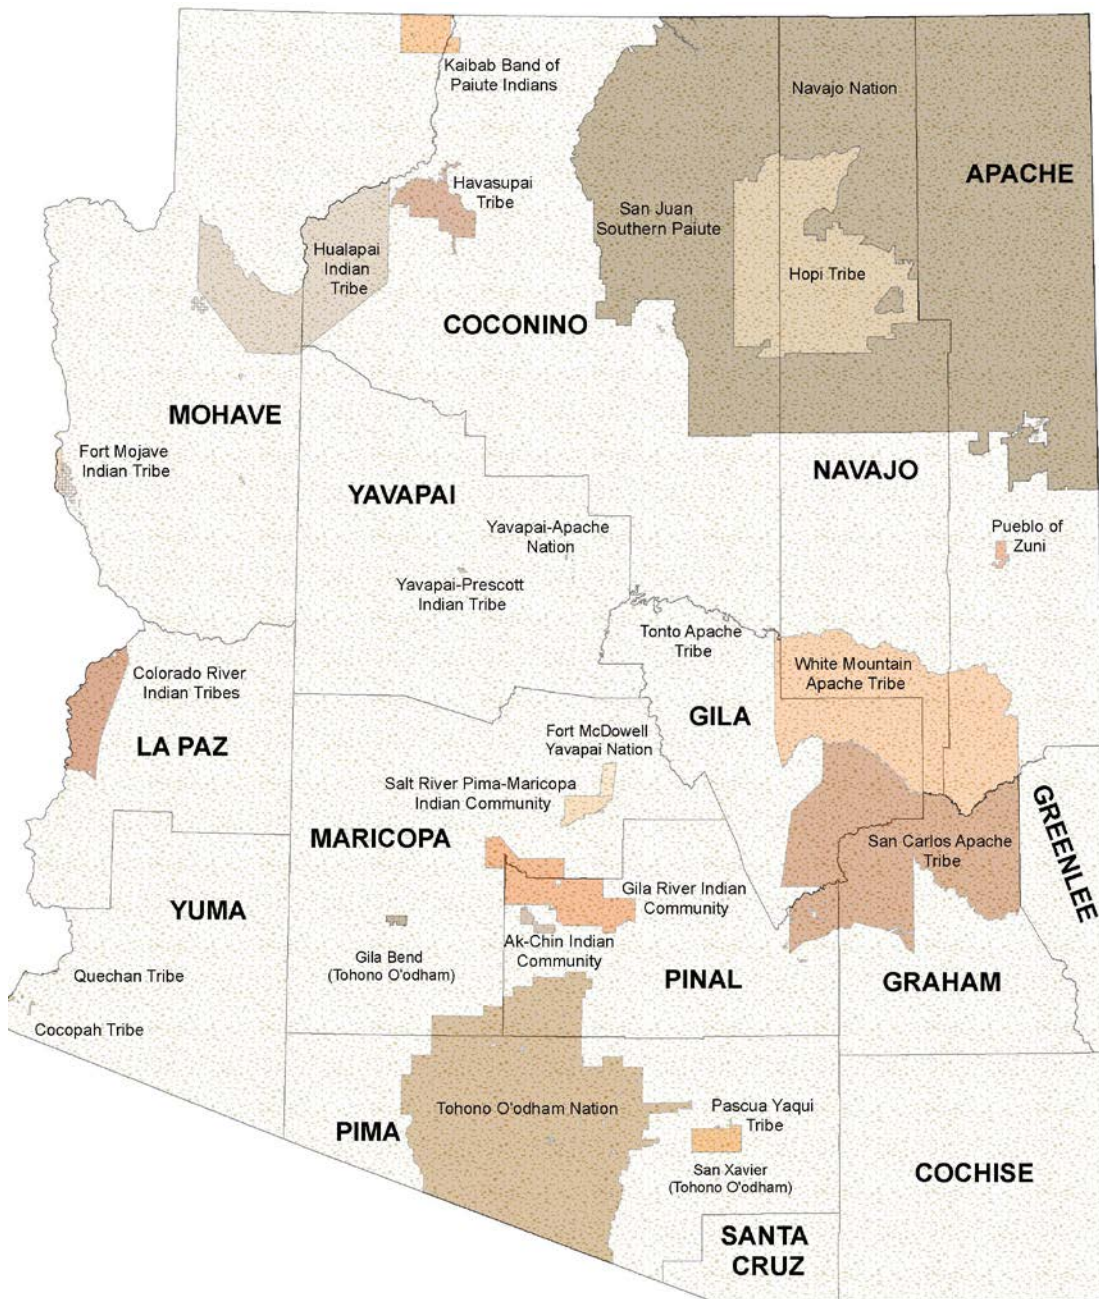 Kaibab Band of
Paiute Indians
Navajo Nation
APACHE
Havasupai
Tribe
San Juan
Southern Paiute
Hualapai
Indian
Tribe
Hopi Tribe
COCONINO
MOHAVE
Fort Mojave
Indian Tribe
NAVAJO
YAVAPAI
Yavapai-Apache
Nation
Pueblo of
Zuni
Yavapai-Prescott
Indian Tribe
Tonto Apache
Tribe
White Mountain
Apache Tribe
Colorado River
Indian Tribes
GILA
LA PAZ
Fort McDowell
Yavapai Nation
Salt River Pima-Maricopa
Indian Community
GREENLEE
MARICOPA
San Carlos Apache
Tribe
Gila River Indian
Community
YUMA
Ak-Chin Indian
Community
Gila Bend
(Tohono O'odham)
Quechan Tribe
PINAL
GRAHAM
Cocopah Tribe
Tohono O'odham Nation
Pascua Yaqui
Tribe
PIMA
San Xavier
(Tohono O'odham)
COCHISE
SANTA
CRUZ